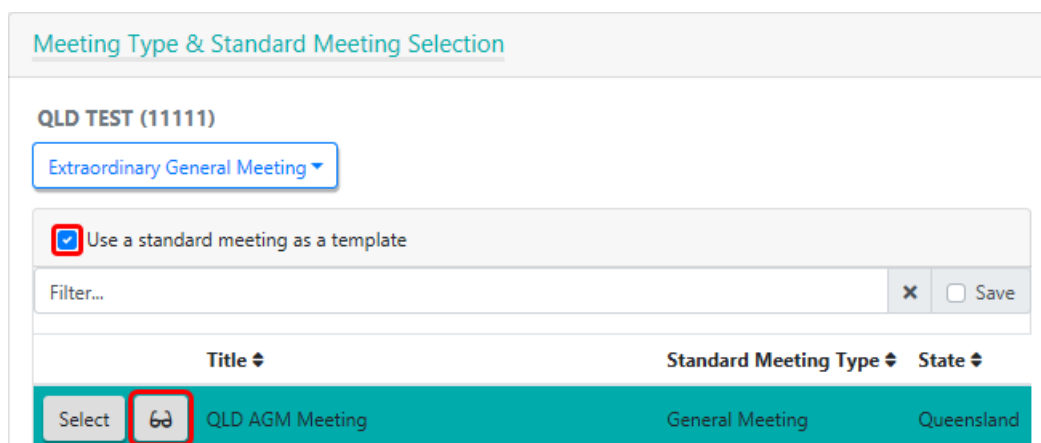 Meeting Type & Standard Meeting Selection
QLD TEST (11111)
Extraordinary General Meeting
Use a standard meeting as a template
Filter... Save
Title Standard Meeting Type State
Select QLD AGM Meeting General Meeting Queensland